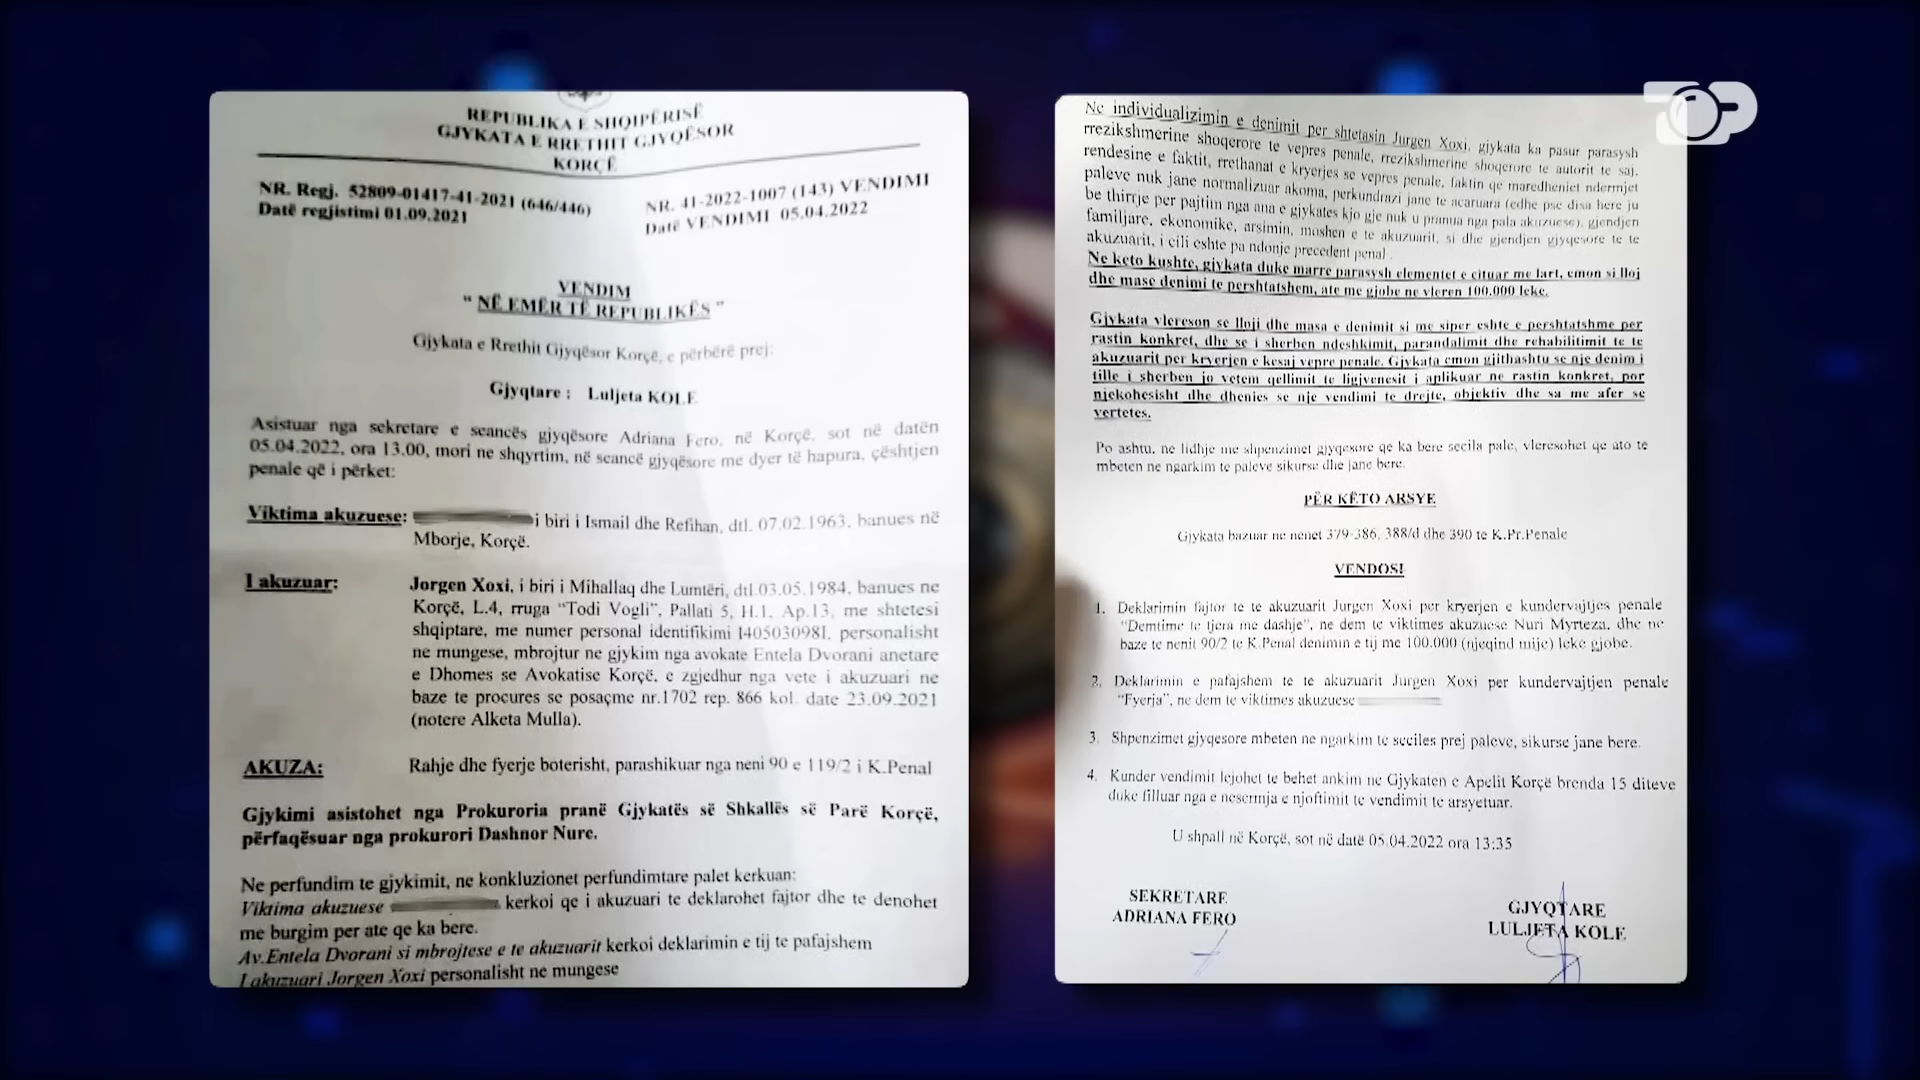 REPUBLIKA E SHQIPËRISË
GJYKATA E RRETHIT GJYQËSOR
KORÇË
NR. Regj. 52809-01417-41-2021 (646/446)
Datë regjistimi 01.09.2021
NR. 41-2022-1007 (143) VENDIMI
Datë VENDIMI 05.04.2022
VENDIM
“ NË EMËR TË REPUBLIKËS ”
Gjykata e Rrethit Gjyqësor Korçë, e përbërë prej:
Gjyqtare : Luljeta KOLE
Asistuar nga sekretare e seancës gjyqësore Adriana Fero, në Korçë, sot në datën
05.04.2022, ora 13.00, mori ne shqyrtim, në seancë gjyqësore me dyer të hapura, çështjen
penale që i përket:
Viktima akuzuese: i biri i Ismail dhe Refihan, dtl. 07.02.1963, banues në
Mborje, Korçë.
I akuzuar: Jorgen Xoxi, i biri i Mihallaq dhe Lumtëri, dtl.03.05.1984, banues ne
Korçë, L.4, rruga “Todi Vogli”, Pallati 5, H.1, Ap.13, me shtetesi
shqiptare, me numer personal identifikimi I40503098I, personalisht
ne mungese, mbrojtur ne gjykim nga avokate Entela Dvorani anetare
e Dhomes se Avokatise Korçë, e zgjedhur nga vete i akuzuari ne
baze te procures se posaçme nr.1702 rep. 866 kol. date 23.09.2021
(notere Alketa Mulla).
AKUZA: Rahje dhe fyerje boterisht, parashikuar nga neni 90 e 119/2 i K.Penal
Gjykimi asistohet nga Prokuroria pranë Gjykatës së Shkallës së Parë Korçë,
përfaqësuar nga prokurori Dashnor Nure.
Ne perfundim te gjykimit, ne konkluzionet perfundimtare palet kerkuan:
Viktima akuzuese kerkoi qe i akuzuari te deklarohet fajtor dhe te denohet
me burgim per ate qe ka bere.
Av.Entela Dvorani si mbrojtese e te akuzuarit kerkoi deklarimin e tij te pafajshem
I akuzuari Jorgen Xoxi personalisht ne mungese
Ne individualizimin e denimit per shtetasin Jurgen Xoxi, gjykata ka pasur parasysh
rrezikshmerine shoqerore te vepres penale, rrezikshmerine shoqerore te autorit te saj,
rendesine e faktit, rrethanat e kryerjes se vepres penale, faktin qe maredheniet ndermjet
paleve nuk jane normalizuar akoma, perkundrazi jane te acaruara (edhe pse disa here ju
be thirrje per pajtim nga ana e gjykates kjo gje nuk u pranua nga pala akuzuese), gjendjen
familjare, ekonomike, arsimin, moshen e te akuzuarit, si dhe gjendjen gjyqesore te te
akuzuarit, i cili eshte pa ndonje precedent penal .
Ne keto kushte, gjykata duke marre parasysh elementet e cituar me lart, cmon si lloj
dhe mase denimi te pershtatshem, ate me gjobe ne vleren 100.000 leke.
Gjykata vlereson se lloji dhe masa e denimit si me siper eshte e pershtatshme per
rastin konkret, dhe se i sherben ndeshkimit, parandalimit dhe rehabilitimit te te
akuzuarit per kryerjen e kesaj vepre penale. Gjykata cmon gjithashtu se nje denim i
tille i sherben jo vetem qellimit te ligjvenesit i aplikuar ne rastin konkret, por
njekohesisht dhe dhenies se nje vendimi te drejte, objektiv dhe sa me afer se
vertetes.
Po ashtu, ne lidhje me shpenzimet gjyqesore qe ka bere secila pale, vleresohet qe ato te
mbeten ne ngarkim te paleve sikurse dhe jane bere.
PËR KËTO ARSYE
Gjykata bazuar ne nenet 379-386, 388/d dhe 390 te K.Pr.Penale
VENDOSI
1. Deklarimin fajtor te te akuzuarit Jurgen Xoxi per kryerjen e kundervajtjes penale
“Demtime te tjera me dashje”, ne dem te viktimes akuzuese Nuri Myrteza, dhe ne
baze te nenit 90/2 te K.Penal denimin e tij me 100.000 (njeqind mije) leke gjobe.
2. Deklarimin e pafajshem te te akuzuarit Jurgen Xoxi per kundervajtjen penale
“Fyerja”, ne dem te viktimes akuzuese
3. Shpenzimet gjyqesore mbeten ne ngarkim te seciles prej paleve, sikurse jane bere.
4. Kunder vendimit lejohet te behet ankim ne Gjykaten e Apelit Korçë brenda 15 diteve
duke filluar nga e nesermja e njoftimit te vendimit te arsyetuar.
U shpall në Korçë, sot në datë 05.04.2022 ora 13:35
SEKRETARE
ADRIANA FERO
GJYQTARE
LULJETA KOLE